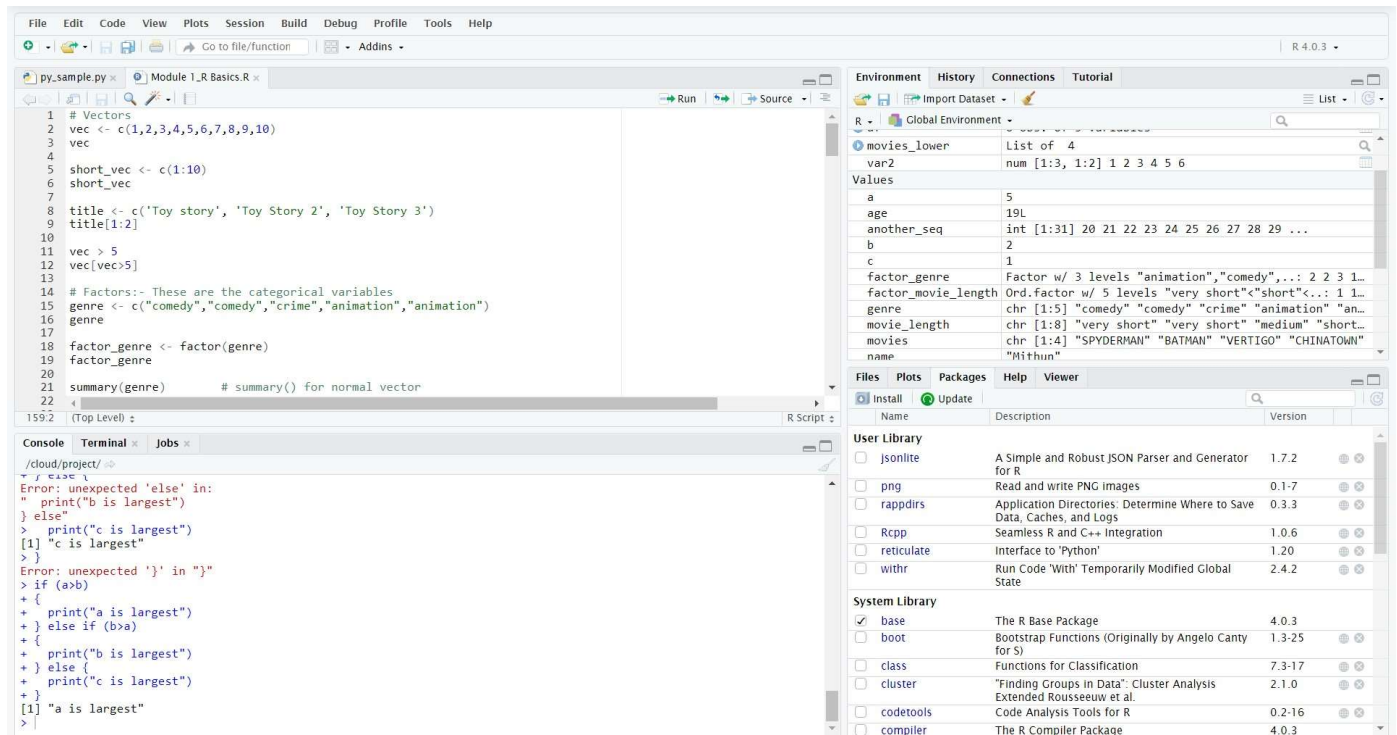 File Edit Code View Plots Session Build Debug Profile Tools Help
Go to file/function Addins R 4.0.3
py_sample.py Module 1_R Basics.R
Run Source
1 # Vectors
2 vec <- c(1,2,3,4,5,6,7,8,9,10)
3 vec
4
5 short_vec <- c(1:10)
6 short_vec
7
8 title <- c('Toy story', 'Toy Story 2', 'Toy Story 3')
9 title[1:2]
10
11 vec > 5
12 vec[vec>5]
13
14 # Factors:- These are the categorical variables
15 genre <- c("comedy","comedy","crime","animation","animation")
16 genre
17
18 factor_genre <- factor(genre)
19 factor_genre
20
21 summary(genre) # summary() for normal vector
22
159:2 (Top Level) R Script
Console Terminal Jobs
/cloud/project/
+ } else {
Error: unexpected 'else' in:
" print("b is largest")
} else"
> print("c is largest")
[1] "c is largest"
> }
Error: unexpected '}' in "}"
> if (a>b)
+ {
+ print("a is largest")
+ } else if (b>a)
+ {
+ print("b is largest")
+ } else {
+ print("c is largest")
+ }
[1] "a is largest"
>
Environment History Connections Tutorial
Import Dataset List
R Global Environment
movies_lower List of 4
var2 num [1:3, 1:2] 1 2 3 4 5 6
Values
a 5
age 19L
another_seq int [1:31] 20 21 22 23 24 25 26 27 28 29 ...
b 2
c 1
factor_genre Factor w/ 3 levels "animation","comedy",..: 2 2 3 1…
factor_movie_length Ord.factor w/ 5 levels "very short"<"short"<..: 1 1…
genre chr [1:5] "comedy" "comedy" "crime" "animation" "an…
movie_length chr [1:8] "very short" "very short" "medium" "short…
movies chr [1:4] "SPYDERMAN" "BATMAN" "VERTIGO" "CHINATOWN"
name "Mithun"
Files Plots Packages Help Viewer
Install Update
Name Description Version
User Library
jsonlite A Simple and Robust JSON Parser and Generator 1.7.2
for R
png Read and write PNG images 0.1-7
rappdirs Application Directories: Determine Where to Save 0.3.3
Data, Caches, and Logs
Rcpp Seamless R and C++ Integration 1.0.6
reticulate Interface to 'Python' 1.20
withr Run Code 'With' Temporarily Modified Global 2.4.2
State
System Library
base The R Base Package 4.0.3
boot Bootstrap Functions (Originally by Angelo Canty 1.3-25
for S)
class Functions for Classification 7.3-17
cluster "Finding Groups in Data": Cluster Analysis 2.1.0
Extended Rousseeuw et al.
codetools Code Analysis Tools for R 0.2-16
compiler The R Compiler Package 4.0.3